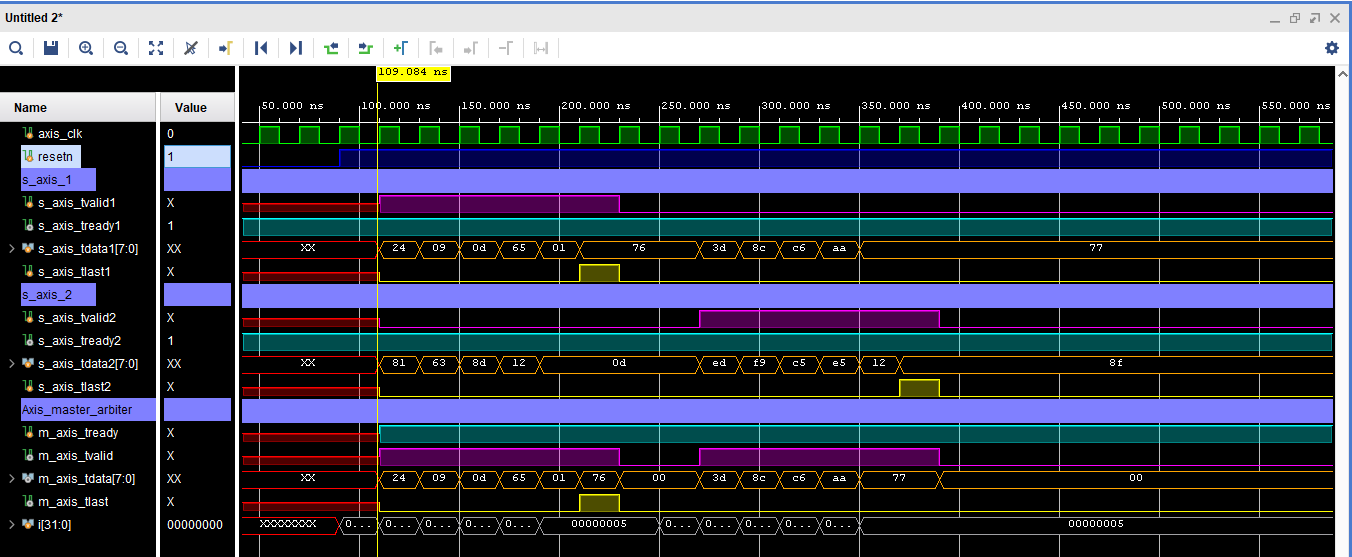 Untitled 2*
109.084 ns
Name Value 50.000 ns 100.000 ns 150.000 ns 200.000 ns 250.000 ns 300.000 ns 350.000 ns 400.000 ns 450.000 ns 500.000 ns 550.000 ns
axis_clk 0
resetn 1
s_axis_1
s_axis_tvalid1 X
s_axis_tready1 1
s_axis_tdata1[7:0] XX XX 24 09 0d 65 01 76 3d 8c c6 aa 77
s_axis_tlast1 X
s_axis_2
s_axis_tvalid2 X
s_axis_tready2 1
s_axis_tdata2[7:0] XX XX 81 63 8d 12 0d ed f9 c5 e5 12 8f
s_axis_tlast2 X
Axis_master_arbiter
m_axis_tready X
m_axis_tvalid X
m_axis_tdata[7:0] XX XX 24 09 0d 65 01 76 00 3d 8c c6 aa 77 00
m_axis_tlast X
i[31:0] 00000000 XXXXXXXX 0... 0... 0... 0... 0... 00000005 0... 0... 0... 0... 0... 00000005